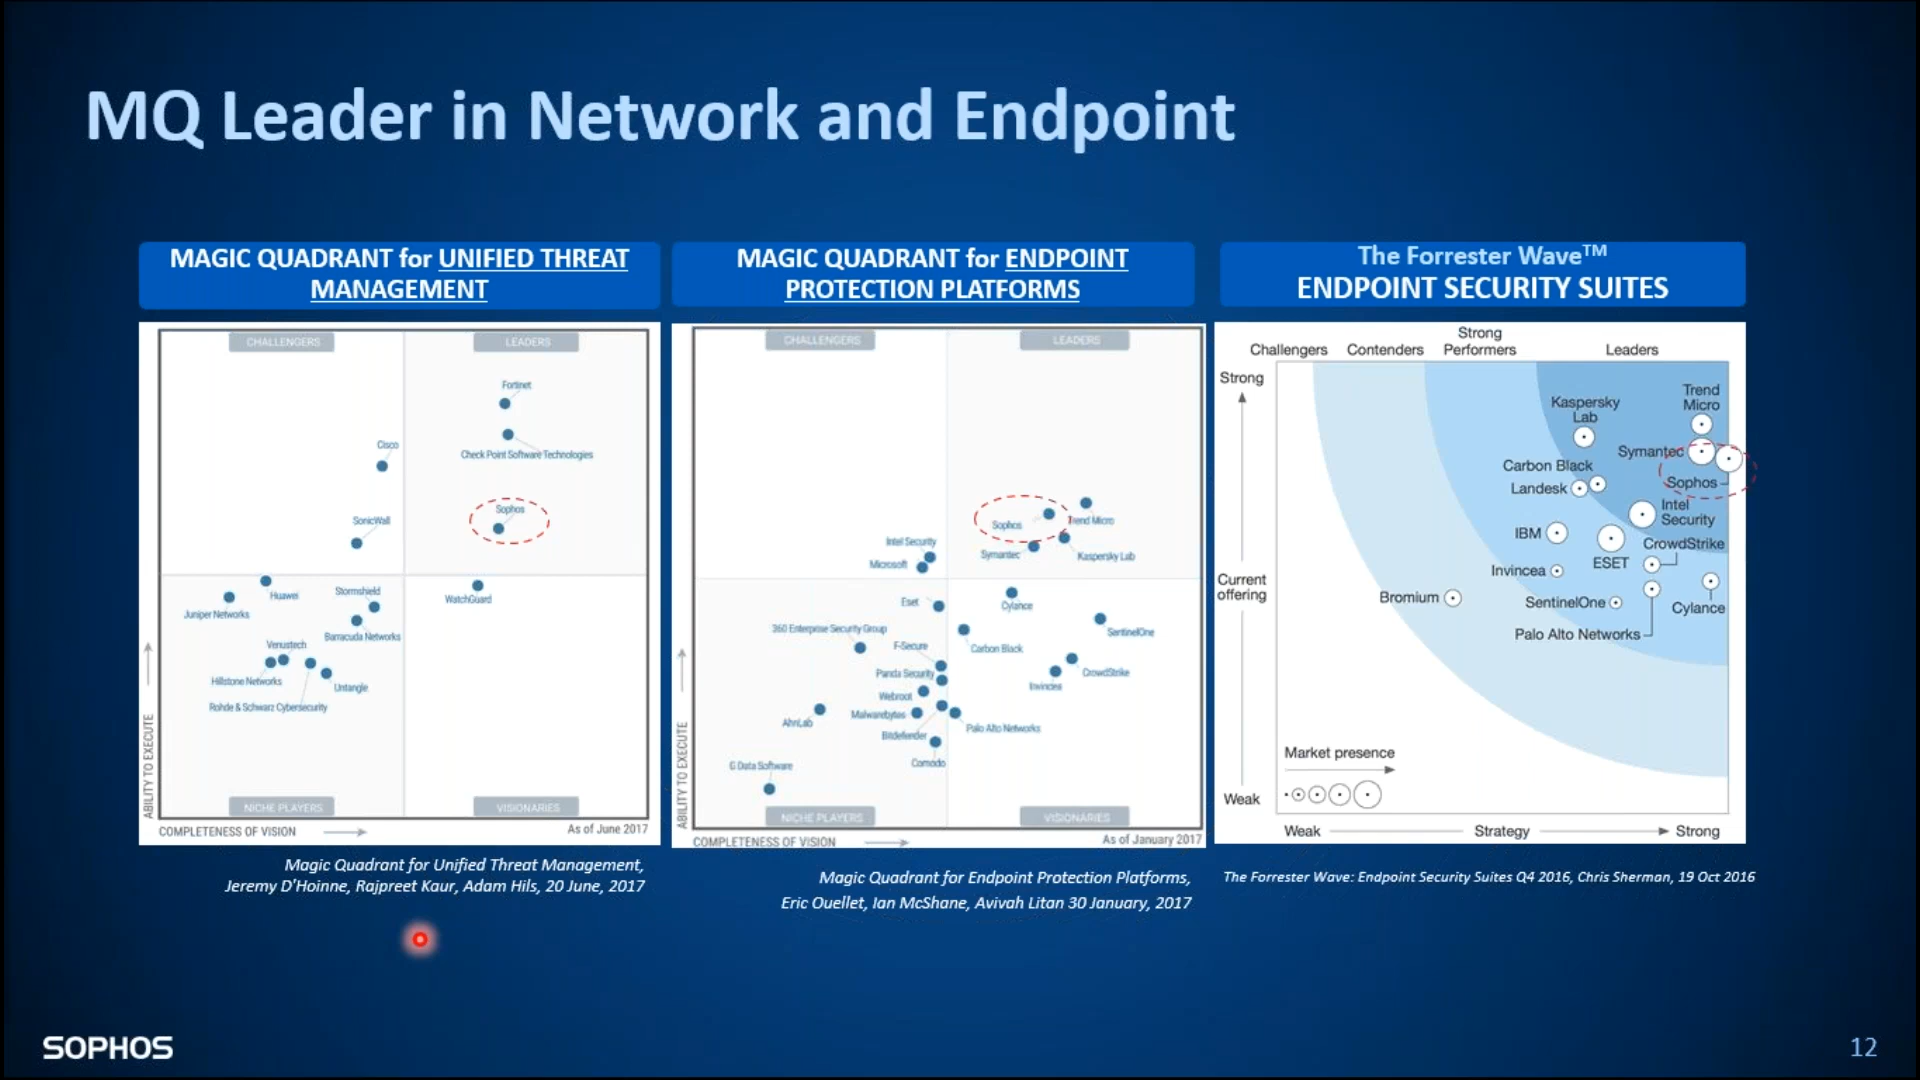 MQ Leader in Network and Endpoint
MAGIC QUADRANT for UNIFIED THREAT
MANAGEMENT
CHALLENGERS
LEADERS
Fortinet
Cisco
Check Point Software Technologies
Sophos
SonicWall
Huawei
Stormshield
WatchGuard
Juniper Networks
Barracuda Networks
Venustech
Hillstone Networks
Untangle
Rohde & Schwarz Cybersecurity
NICHE PLAYERS
VISIONARIES
ABILITY TO EXECUTE
COMPLETENESS OF VISION
As of June 2017
Magic Quadrant for Unified Threat Management,
Jeremy D'Hoinne, Rajpreet Kaur, Adam Hils, 20 June, 2017
MAGIC QUADRANT for ENDPOINT
PROTECTION PLATFORMS
CHALLENGERS
LEADERS
Sophos
Trend Micro
Intel Security
Symantec
Kaspersky Lab
Microsoft
Eset
Cylance
360 Enterprise Security Group
SentinelOne
F-Secure
Carbon Black
Panda Security
CrowdStrike
Invincea
Webroot
Malwarebytes
AhnLab
Palo Alto Networks
Bitdefender
Comodo
G Data Software
NICHE PLAYERS
VISIONARIES
ABILITY TO EXECUTE
COMPLETENESS OF VISION
As of January 2017
Magic Quadrant for Endpoint Protection Platforms,
Eric Ouellet, Ian McShane, Avivah Litan 30 January, 2017
The Forrester Wave™
ENDPOINT SECURITY SUITES
Challengers
Contenders
Strong
Performers
Leaders
Strong
Trend
Micro
Kaspersky
Lab
Symantec
Carbon Black
Sophos
Landesk
Intel
Security
IBM
CrowdStrike
ESET
Invincea
Current
offering
Bromium
SentinelOne
Cylance
Palo Alto Networks
Market presence
Weak
Weak
Strategy
Strong
The Forrester Wave: Endpoint Security Suites Q4 2016, Chris Sherman, 19 Oct 2016
SOPHOS
12